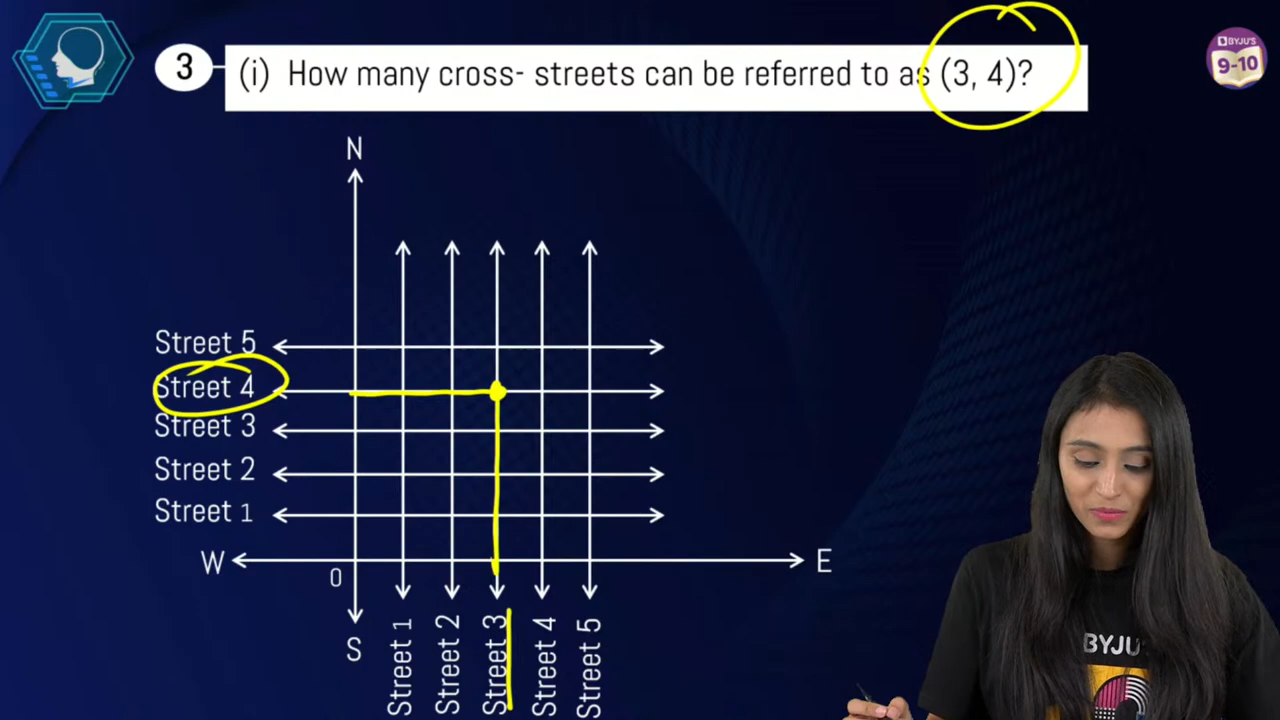 3
(i) How many cross- streets can be referred to as (3, 4)?
BYJU'S
9-10
N
Street 5
Street 4
Street 3
Street 2
Street 1
W
E
0
S
Street 1
Street 2
Street 3
Street 4
Street 5
BYJU'